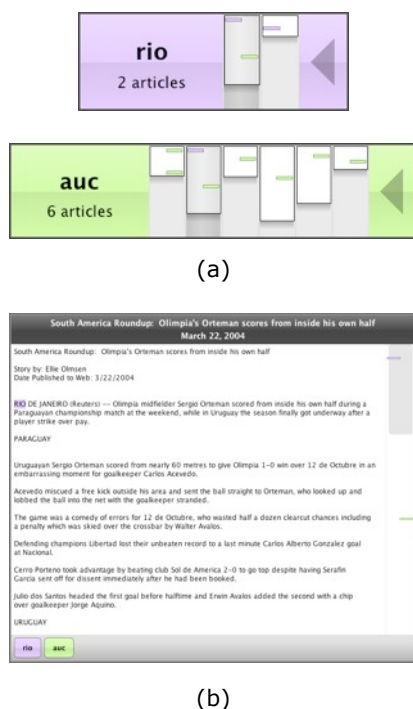 rio
2 articles
auc
6 articles
(a)
South America Roundup: Olimpia's Orteman scores from inside his own half
March 22, 2004
South America Roundup: Olimpia's Orteman scores from inside his own half
Story by: Ellie Olmsen
Date Published to Web: 3/22/2004
RIO DE JANEIRO (Reuters) -- Olimpia midfielder Sergio Orteman scored from inside his own half during a
Paraguayan championship match at the weekend, while in Uruguay the season finally got underway after a
player strike over pay.
PARAGUAY
Uruguayan Sergio Orteman scored from nearly 60 metres to give Olimpia 1-0 win over 12 de Octubre in an
embarrassing moment for goalkeeper Carlos Acevedo.
Acevedo miscued a free kick outside his area and sent the ball straight to Orteman, who looked up and
lobbed the ball into the net with the goalkeeper stranded.
The game was a comedy of errors for 12 de Octubre, who wasted half a dozen clearcut chances including
a penalty which was skied over the crossbar by Walter Avalos.
Defending champions Libertad lost their unbeaten record to a last minute Carlos Alberto Gonzalez goal
at Nacional.
Cerro Porteno took advantage by beating club Sol de America 2-0 to go top despite having Serafin
Garcia sent off for dissent immediately after he had been booked.
Julio dos Santos headed the first goal before halftime and Erwin Avalos added the second with a chip
over goalkeeper Jorge Aquino.
URUGUAY
rio auc
(b)